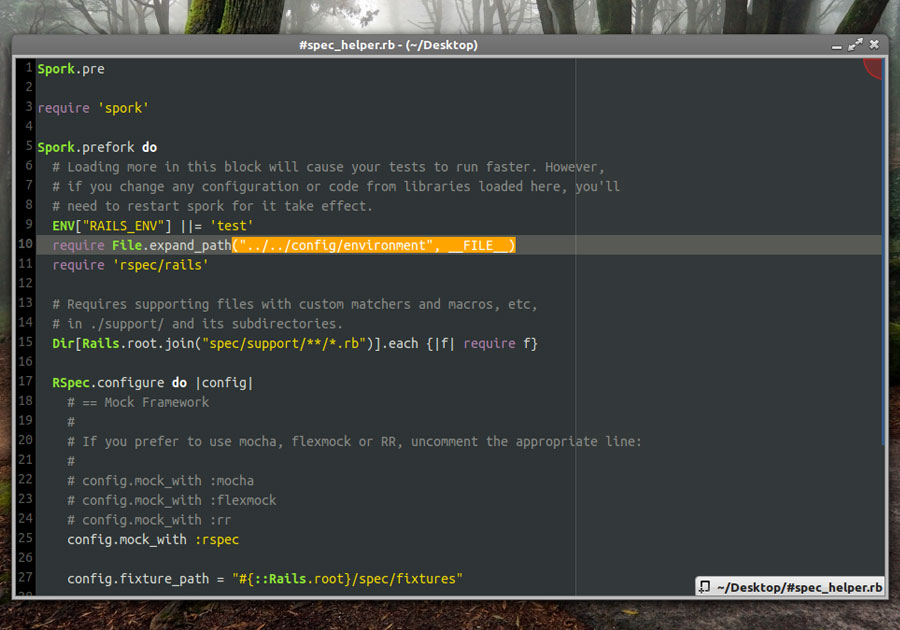 #spec_helper.rb - (~/Desktop)
1 Spork.pre
2
3 require 'spork'
4
5 Spork.prefork do
6 # Loading more in this block will cause your tests to run faster. However,
7 # if you change any configuration or code from libraries loaded here, you'll
8 # need to restart spork for it take effect.
9 ENV["RAILS_ENV"] ||= 'test'
10 require File.expand_path("../../config/environment", __FILE__)
11 require 'rspec/rails'
12
13 # Requires supporting files with custom matchers and macros, etc,
14 # in ./support/ and its subdirectories.
15 Dir[Rails.root.join("spec/support/**/*.rb")].each {|f| require f}
16
17 RSpec.configure do |config|
18 # == Mock Framework
19 #
20 # If you prefer to use mocha, flexmock or RR, uncomment the appropriate line:
21 #
22 # config.mock_with :mocha
23 # config.mock_with :flexmock
24 # config.mock_with :rr
25 config.mock_with :rspec
26
27 config.fixture_path = "#{::Rails.root}/spec/fixtures"
~/Desktop/#spec_helper.rb